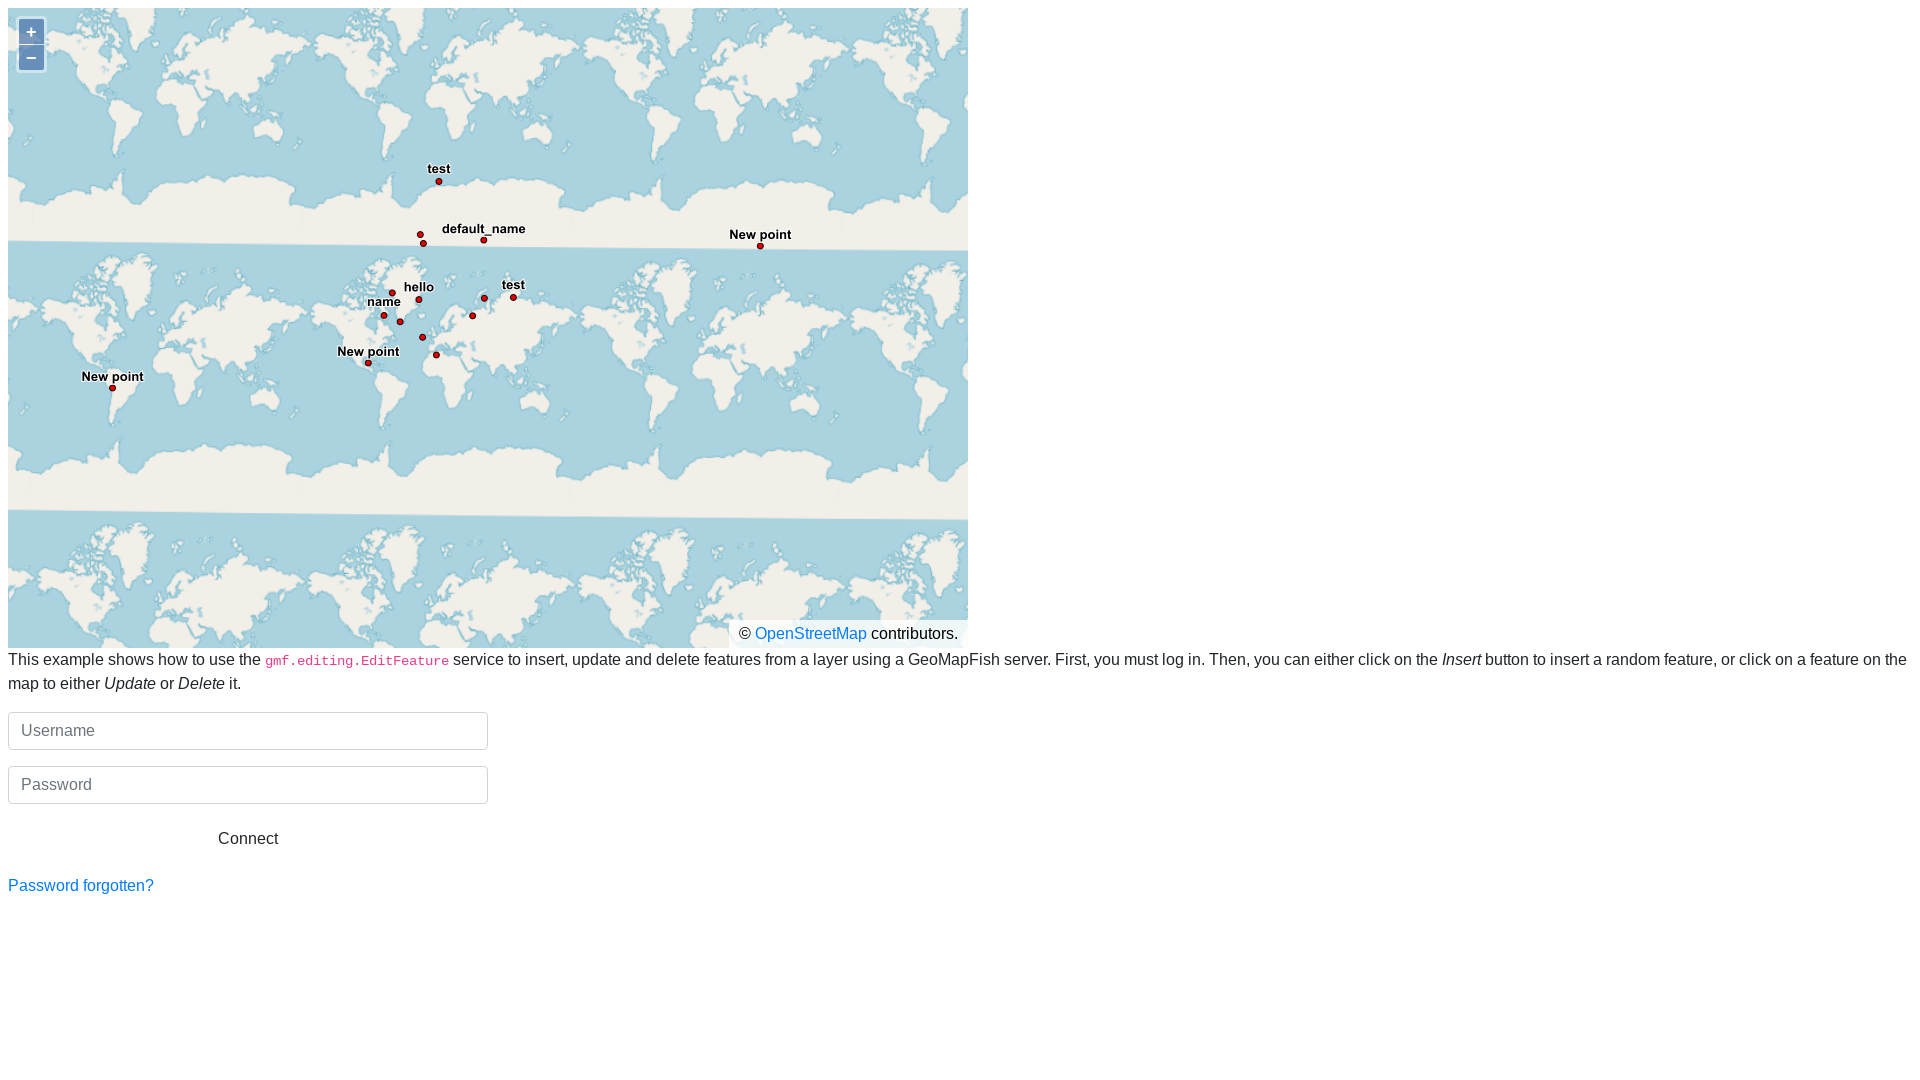 +
−
test
default_name
New point
hello
test
name
New point
New point
© OpenStreetMap contributors.
This example shows how to use the gmf.editing.EditFeature service to insert, update and delete features from a layer using a GeoMapFish server. First, you must log in. Then, you can either click on the Insert button to insert a random feature, or click on a feature on the
map to either Update or Delete it.
Username
Password
Connect
Password forgotten?